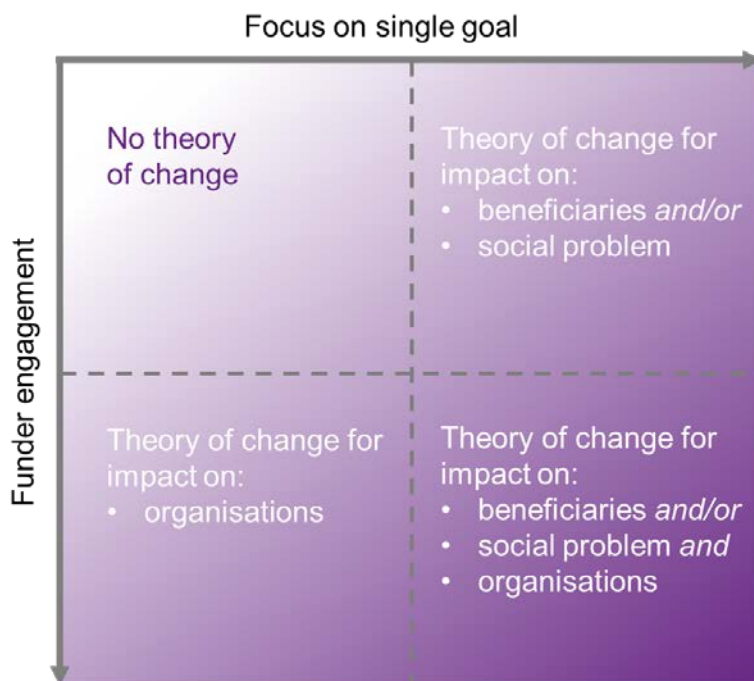 Focus on single goal
Funder engagement
No theory
of change
Theory of change for
impact on:
• beneficiaries and/or
• social problem
Theory of change for
impact on:
• organisations
Theory of change for
impact on:
• beneficiaries and/or
• social problem and
• organisations